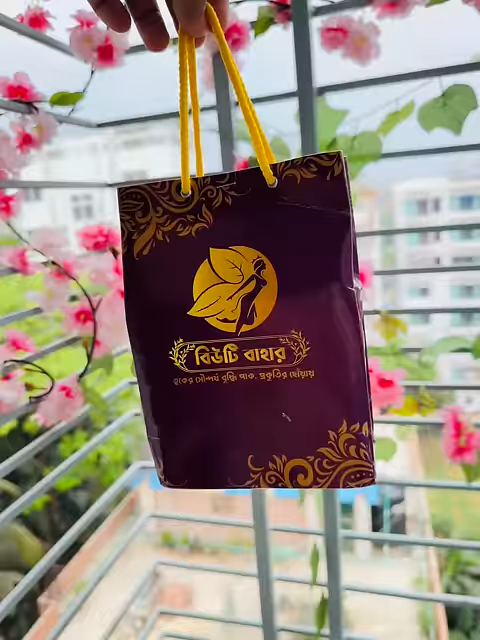 বিউটি বাহার
ত্বকের সৌন্দর্য বৃদ্ধি পাক, প্রকৃতির ছোঁয়ায়